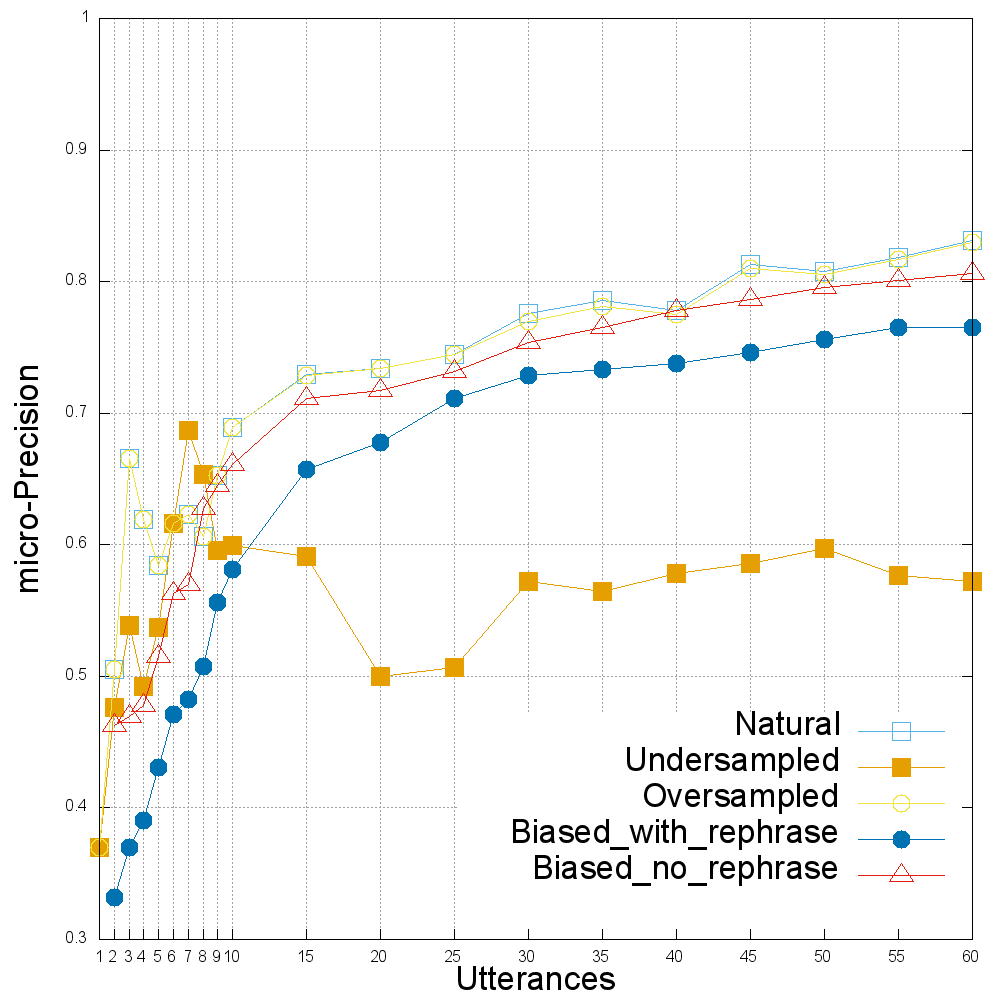 1
0.9
0.8
0.7
0.6
0.5
0.4
0.3
micro-Precision
Natural
Undersampled
Oversampled
Biased_with_rephrase
Biased_no_rephrase
1 2 3 4 5 6 7 8 9 10 15 20 25 30 35 40 45 50 55 60
Utterances